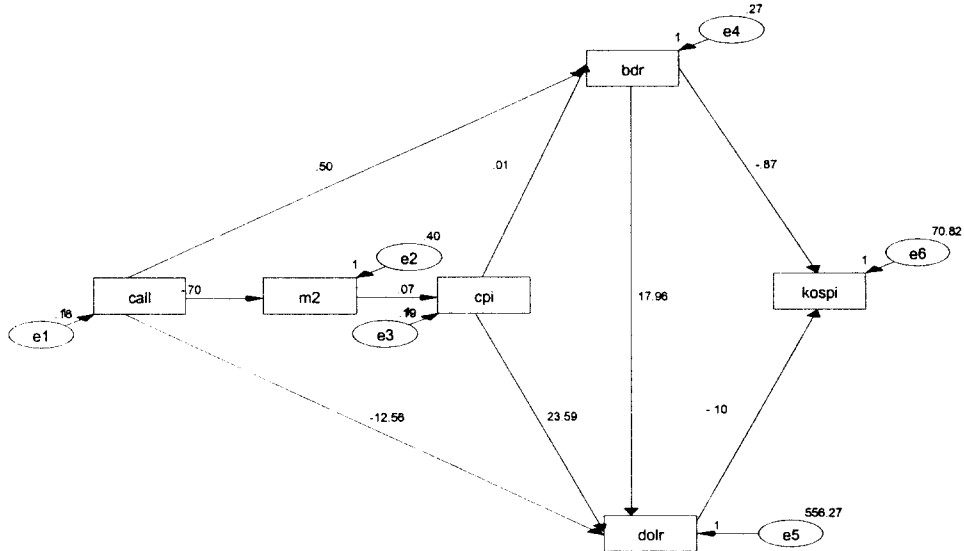 .27
1
e4
bdr
.50
.01
-.87
.40
1
e2
70.82
1
e6
call
-.70
m2
.07
cpi
17.96
kospi
e1
e3
-12.56
23.59
-.10
556.27
dolr
1
e5